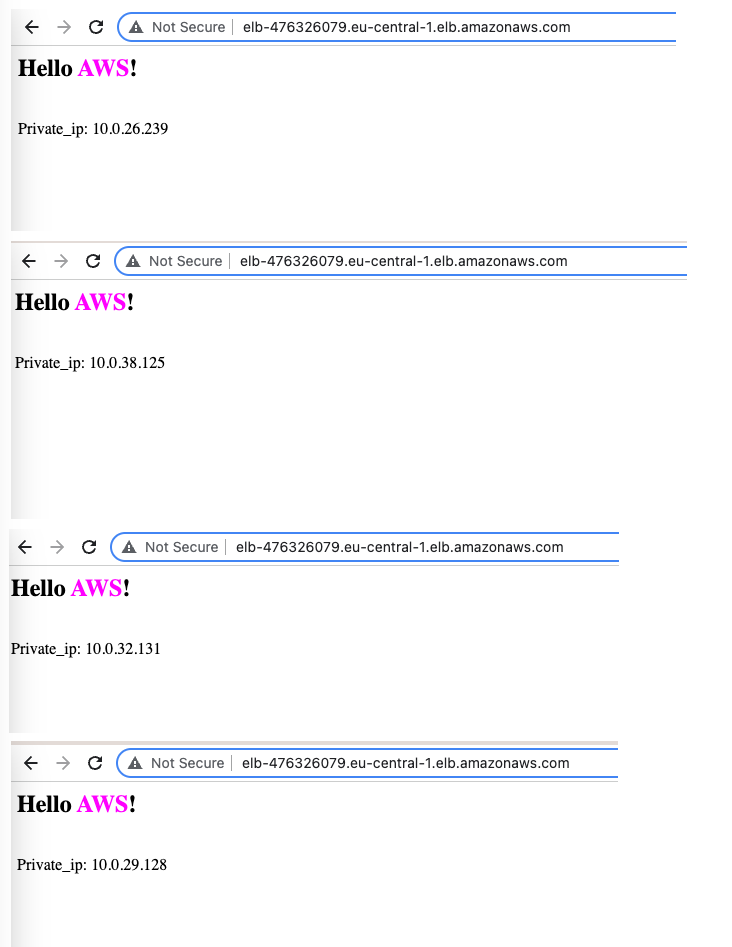 Not Secure elb-476326079.eu-central-1.elb.amazonaws.com
Hello AWS!
Private_ip: 10.0.26.239
Not Secure elb-476326079.eu-central-1.elb.amazonaws.com
Hello AWS!
Private_ip: 10.0.38.125
Not Secure elb-476326079.eu-central-1.elb.amazonaws.com
Hello AWS!
Private_ip: 10.0.32.131
Not Secure elb-476326079.eu-central-1.elb.amazonaws.com
Hello AWS!
Private_ip: 10.0.29.128